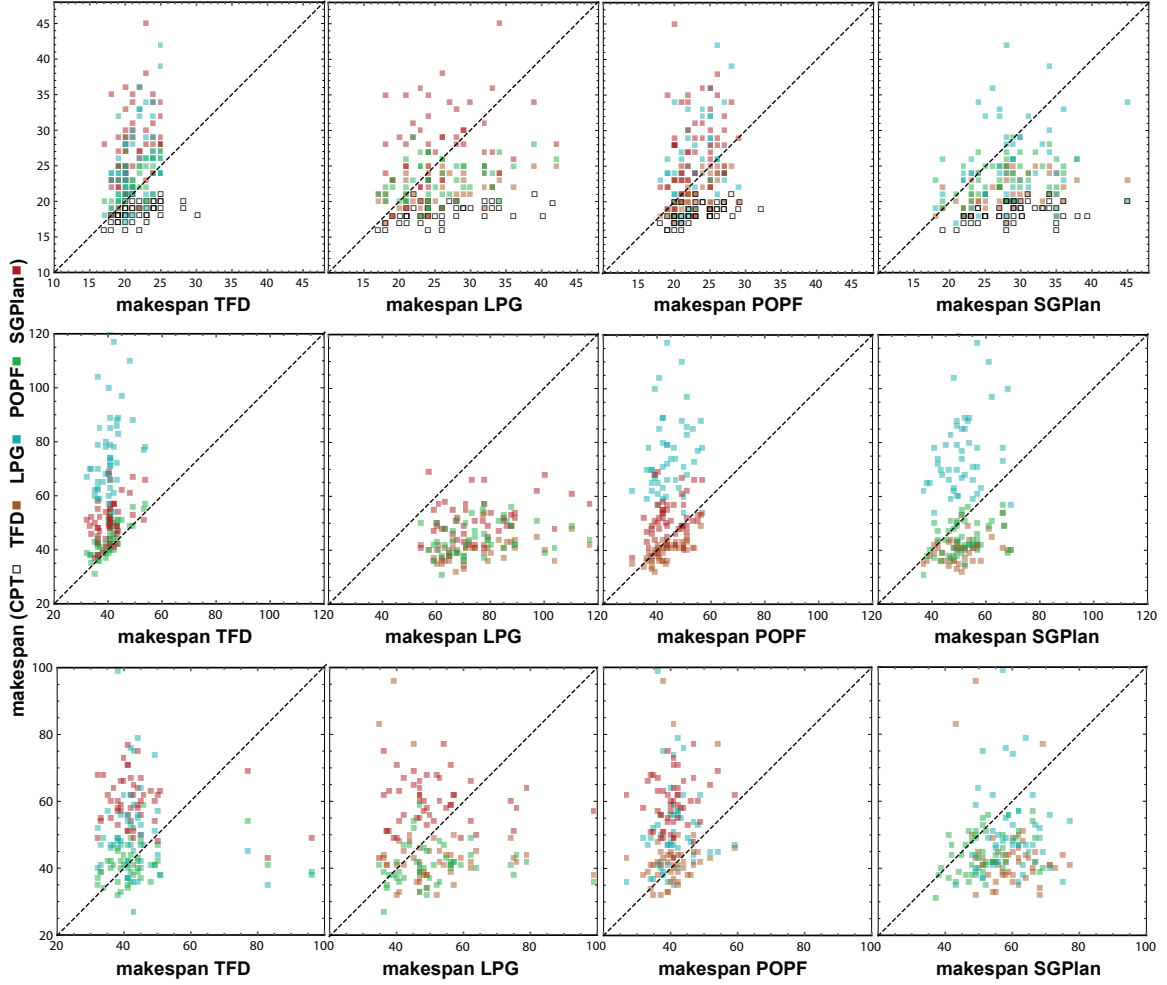 45
40
35
30
25
20
15
10
10 15 20 25 30 35 40 45
15 20 25 30 35 40 45
15 20 25 30 35 40 45
15 20 25 30 35 40 45
makespan TFD makespan LPG makespan POPF makespan SGPlan
makespan (CPT TFD LPG POPF SGPlan)
120
100
80
60
40
20
20 40 60 80 100 120
40 60 80 100 120
40 60 80 100 120
40 60 80 100 120
makespan TFD makespan LPG makespan POPF makespan SGPlan
100
80
60
40
20
20 40 60 80 100
40 60 80 100
40 60 80 100
40 60 80 100
makespan TFD makespan LPG makespan POPF makespan SGPlan